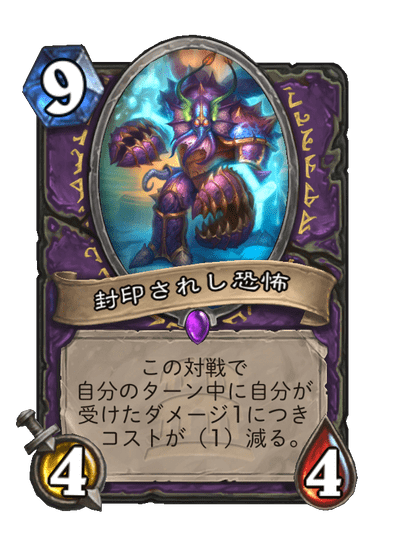 9
封印されし恐怖
この対戦で
自分のターン中に自分が
受けたダメージ1につき
コストが（1）減る。
4
4